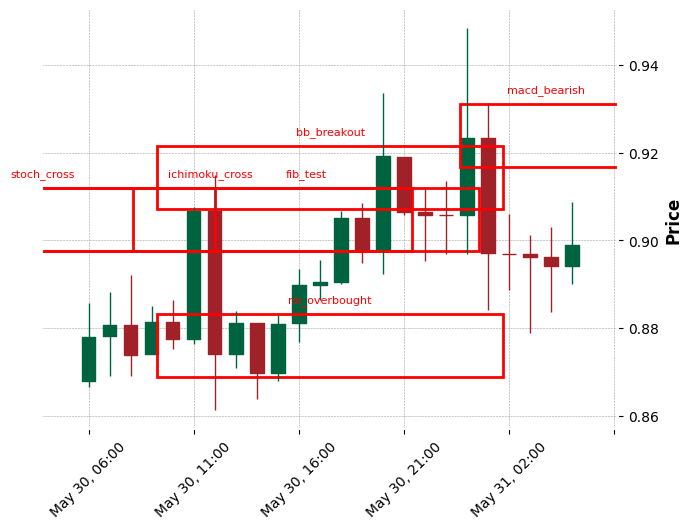 0.94
macd_bearish
bb_breakout
0.92
stoch_cross
ichimoku_cross
fib_test
0.90
Price
rsi_overbought
0.88
0.86
May 30, 06:00
May 30, 11:00
May 30, 16:00
May 30, 21:00
May 31, 02:00